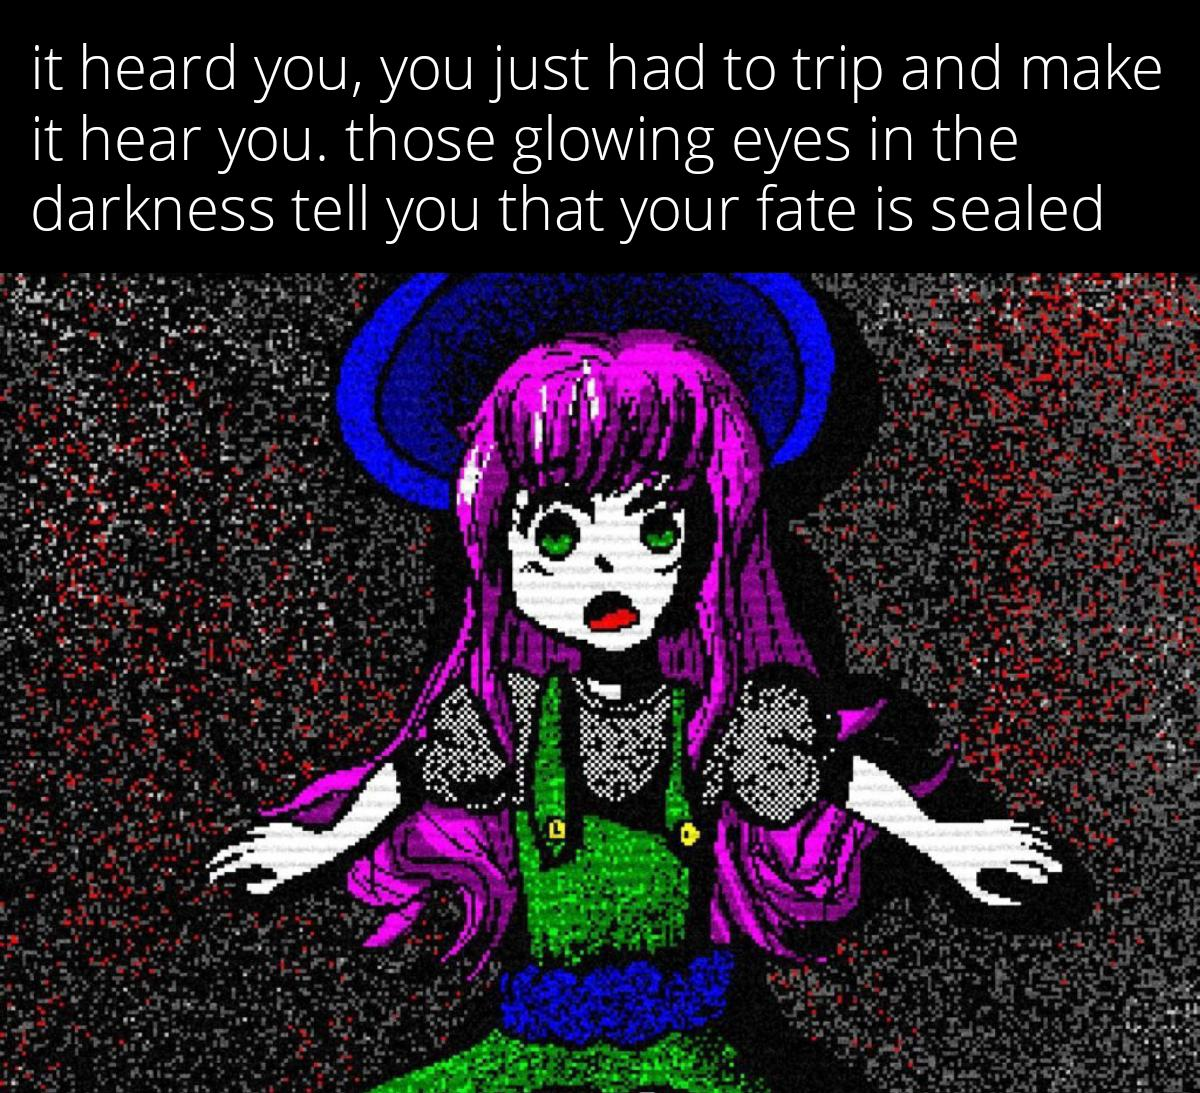 it heard you, you just had to trip and make
it hear you. those glowing eyes in the
darkness tell you that your fate is sealed